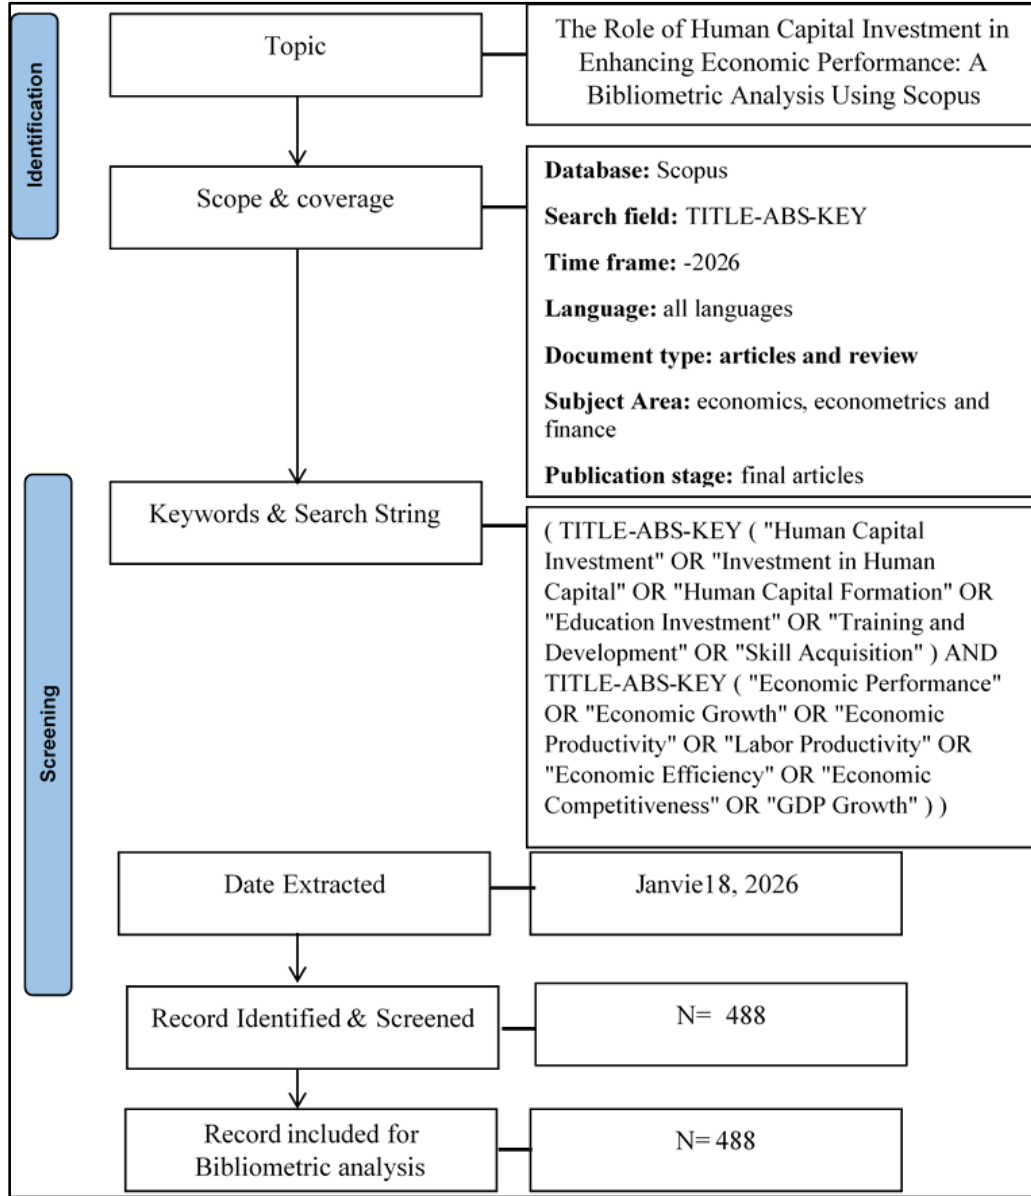 Identification
Topic
The Role of Human Capital Investment in
Enhancing Economic Performance: A
Bibliometric Analysis Using Scopus
Scope & coverage
Database: Scopus
Search field: TITLE-ABS-KEY
Time frame: -2026
Language: all languages
Document type: articles and review
Subject Area: economics, econometrics and
finance
Publication stage: final articles
Screening
Keywords & Search String
( TITLE-ABS-KEY ( "Human Capital
Investment" OR "Investment in Human
Capital" OR "Human Capital Formation" OR
"Education Investment" OR "Training and
Development" OR "Skill Acquisition" ) AND
TITLE-ABS-KEY ( "Economic Performance"
OR "Economic Growth" OR "Economic
Productivity" OR "Labor Productivity" OR
"Economic Efficiency" OR "Economic
Competitiveness" OR "GDP Growth" ) )
Date Extracted
Janvie18, 2026
Record Identified & Screened
N= 488
Record included for
Bibliometric analysis
N= 488